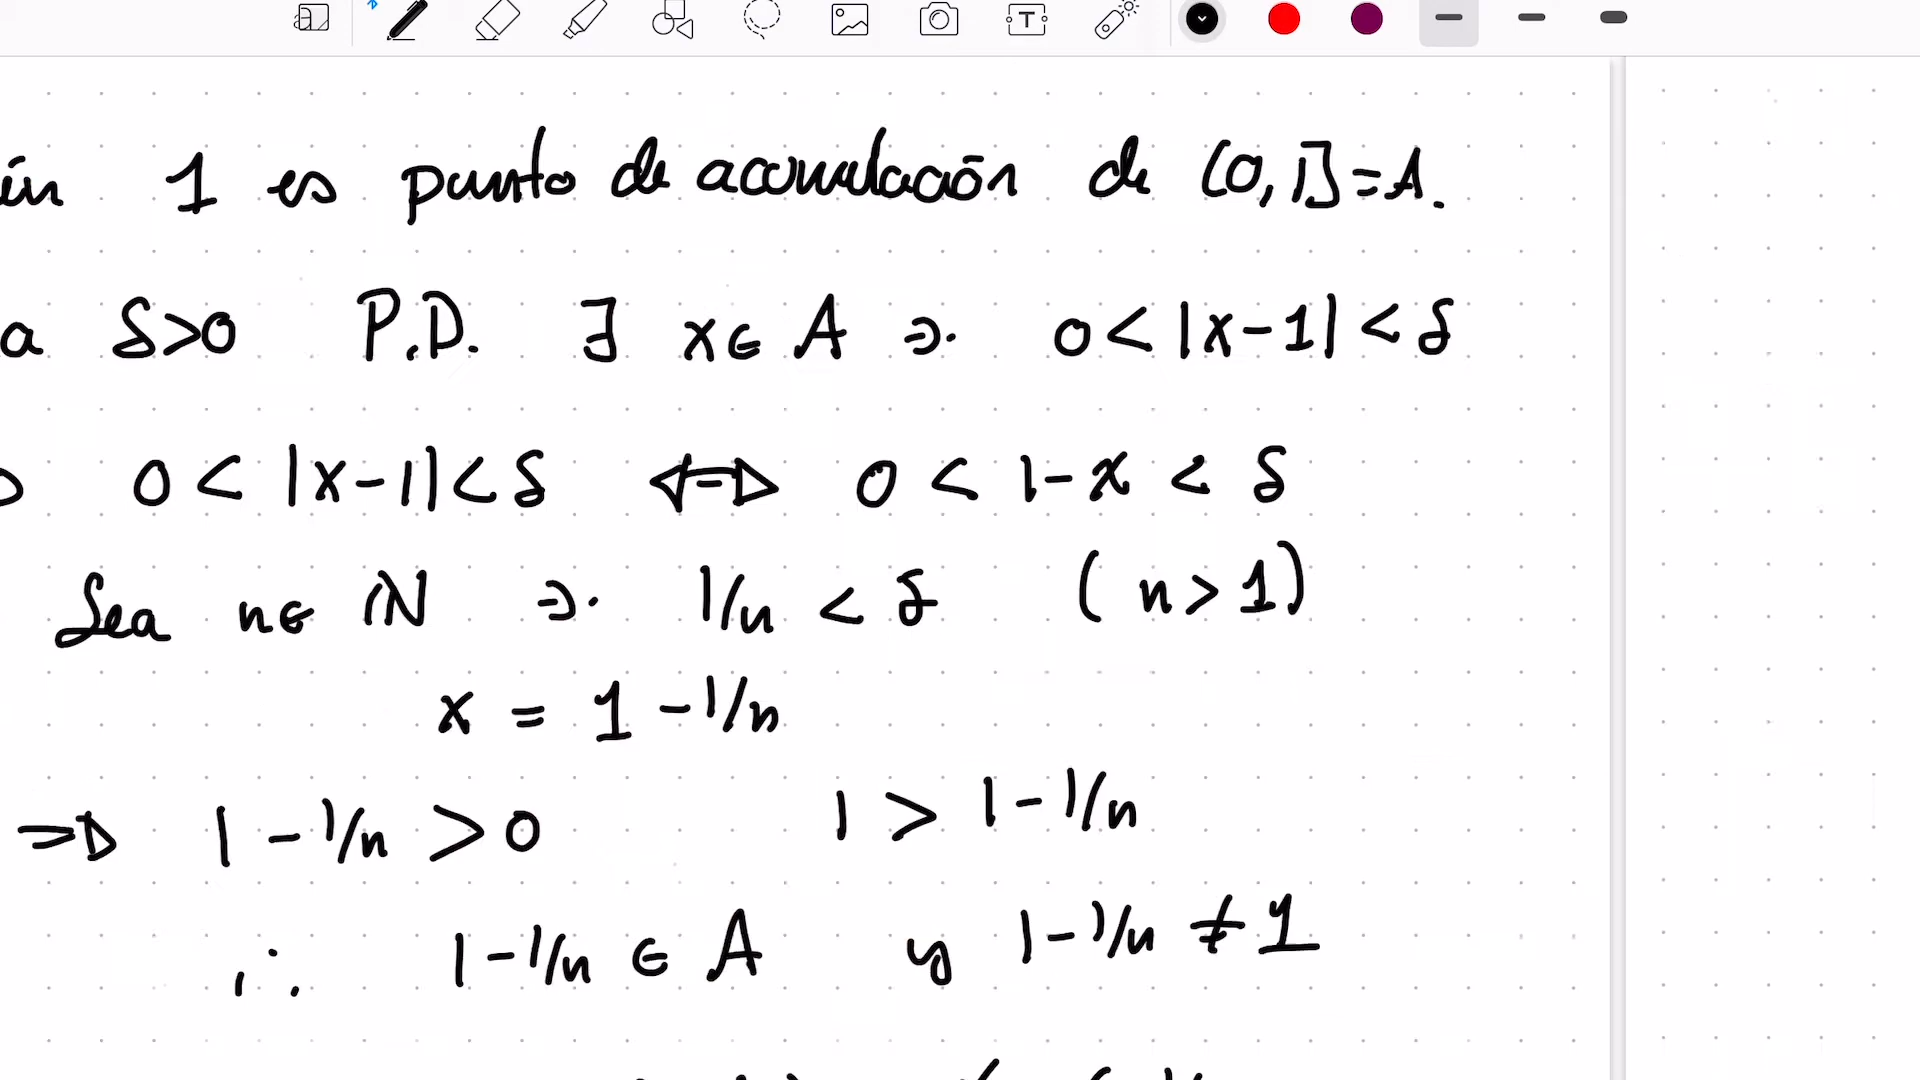 ín 1 es punto de acumulación de (0,1]=A.
a δ>0 P.D. ∃ x∈A ∋. 0<|x-1|<δ
0<|x-1|<δ ⟺ 0<1-x<δ
Sea n∈ℕ ∋. 1/n<δ (n>1)
x = 1-1/n
⟹ 1-1/n>0 1>1-1/n
∴ 1-1/n∈A y 1-1/n≠1